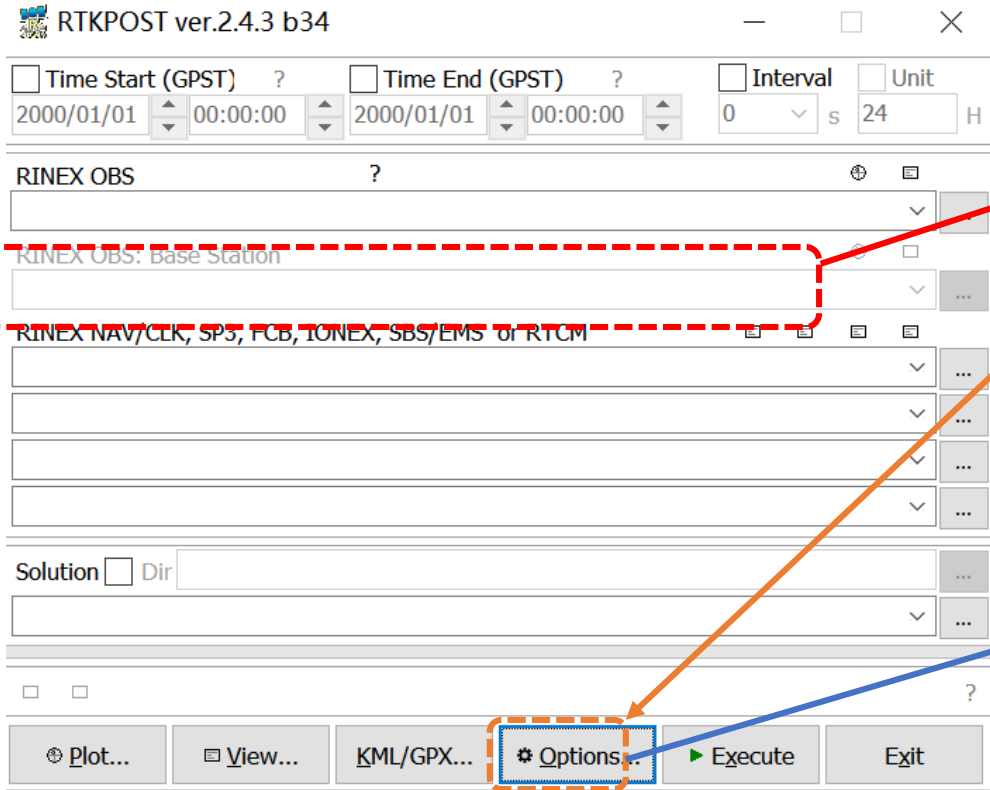 RTKPOST ver.2.4.3 b34
Time Start (GPST) ? Time End (GPST) ? Interval Unit
2000/01/01 00:00:00 2000/01/01 00:00:00 0 s 24 H
RINEX OBS ?
RINEX OBS: Base Station
...
RINEX NAV/CLK, SP3, FCB, IONEX, SBS/EMS or RTCM
...
...
...
...
Solution Dir ...
...
?
Plot... View... KML/GPX... Options... Execute Exit